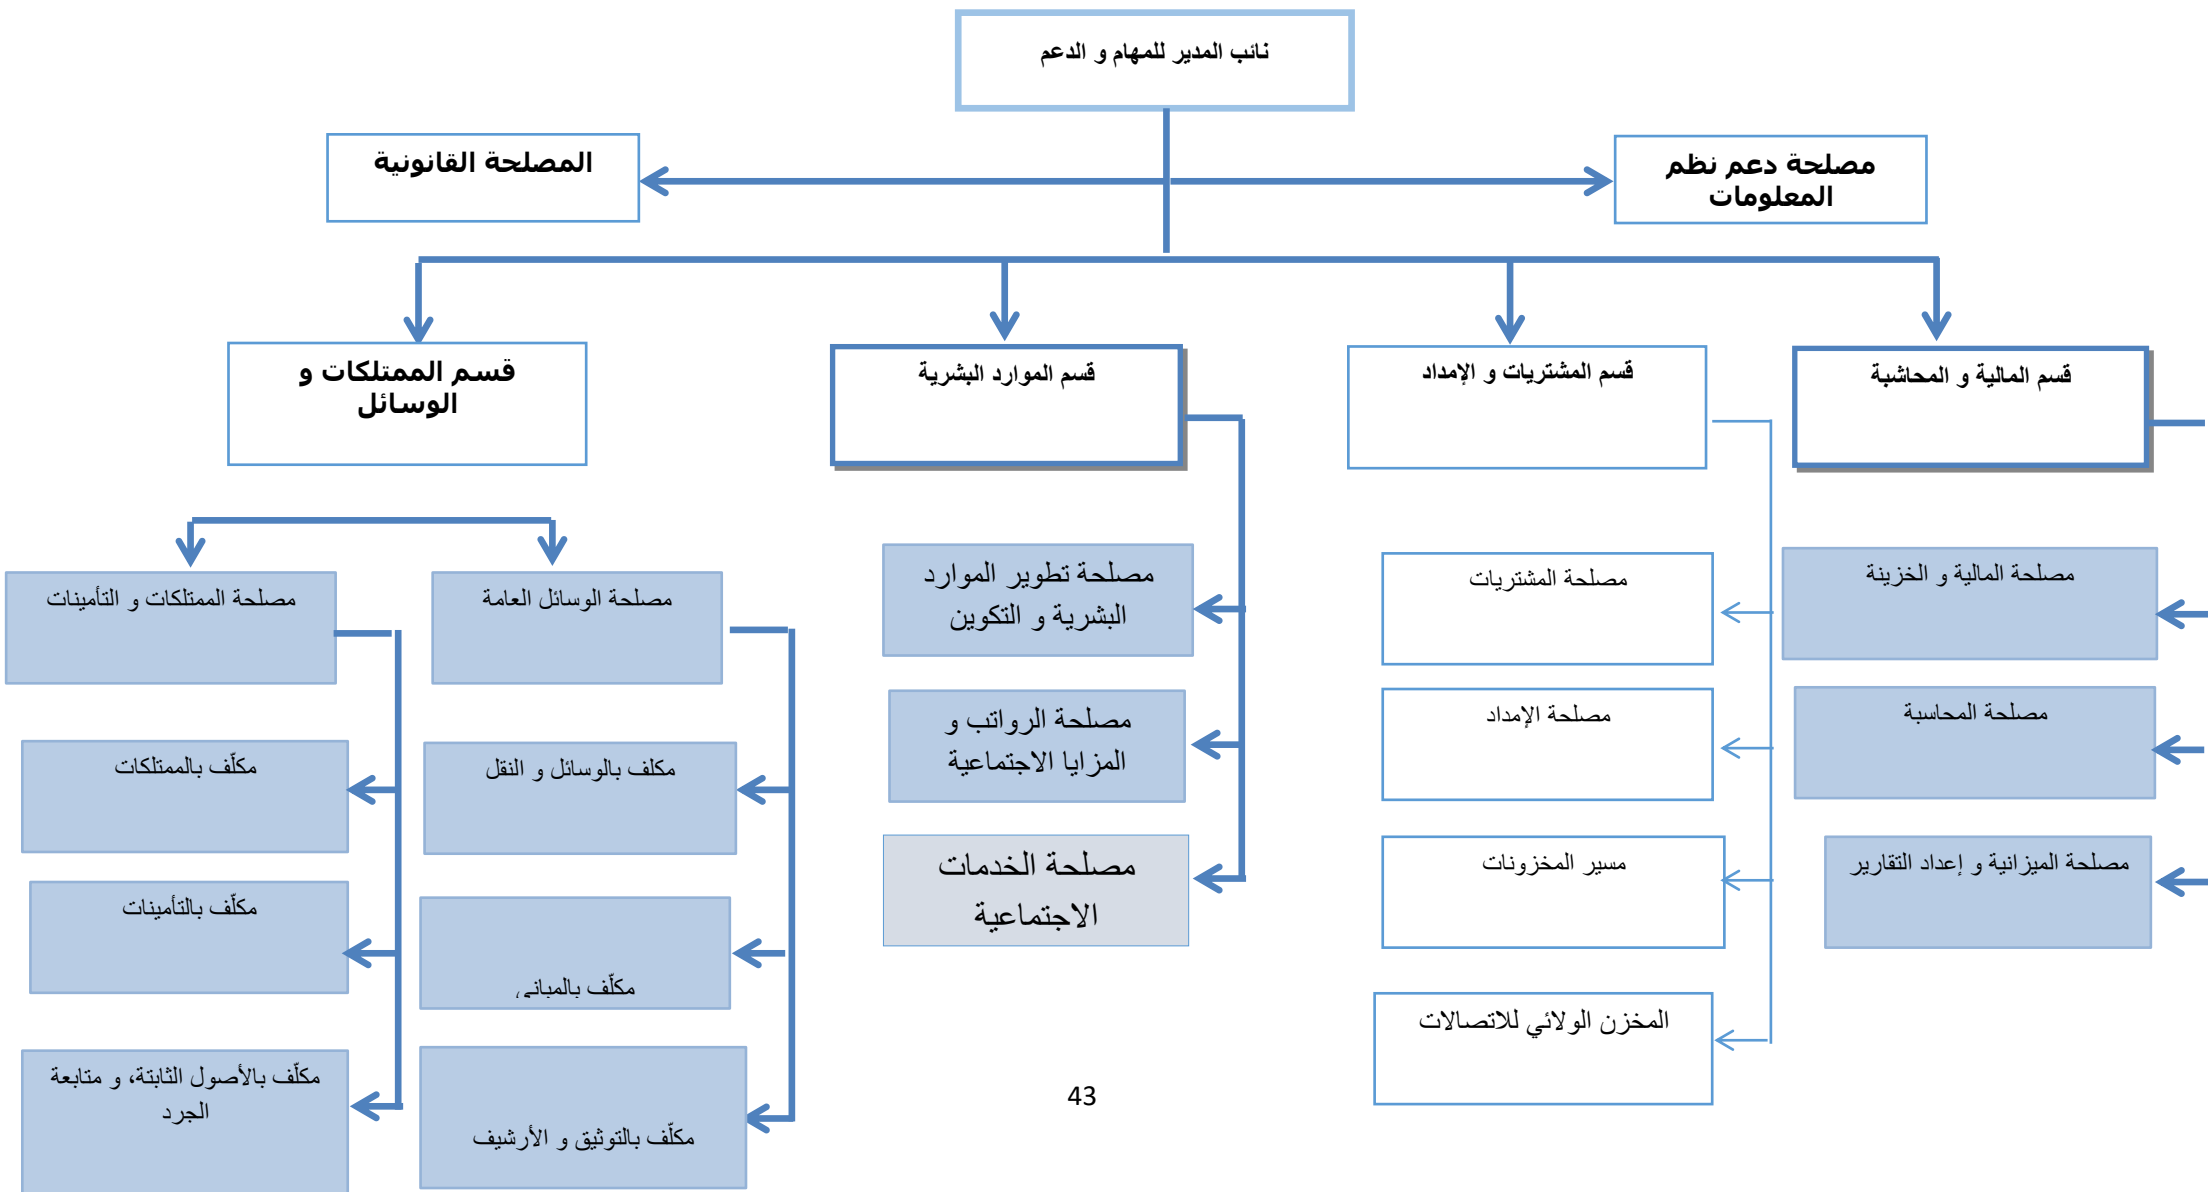 نائب المدير للمهام و الدعم
مصلحة دعم نظم
المعلومات
المصلحة القانونية
قسم المالية و المحاشبة
قسم المشتريات و الإمداد
قسم الموارد البشرية
قسم الممتلكات و
الوسائل
مصلحة المالية و الخزينة
مصلحة المحاسبة
مصلحة الميزانية و إعداد التقارير
مصلحة المشتريات
مصلحة الإمداد
مسير المخزونات
المخزن الولائي للاتصالات
مصلحة تطوير الموارد
البشرية و التكوين
مصلحة الرواتب و
المزايا الاجتماعية
مصلحة الخدمات
الاجتماعية
مصلحة الوسائل العامة
مكلف بالوسائل و النقل
مكلّف بالمباني
مكلّف بالتوثيق و الأرشيف
مصلحة الممتلكات و التأمينات
مكلّف بالممتلكات
مكلّف بالتأمينات
مكلّف بالأصول الثابتة، و متابعة
الجرد
43